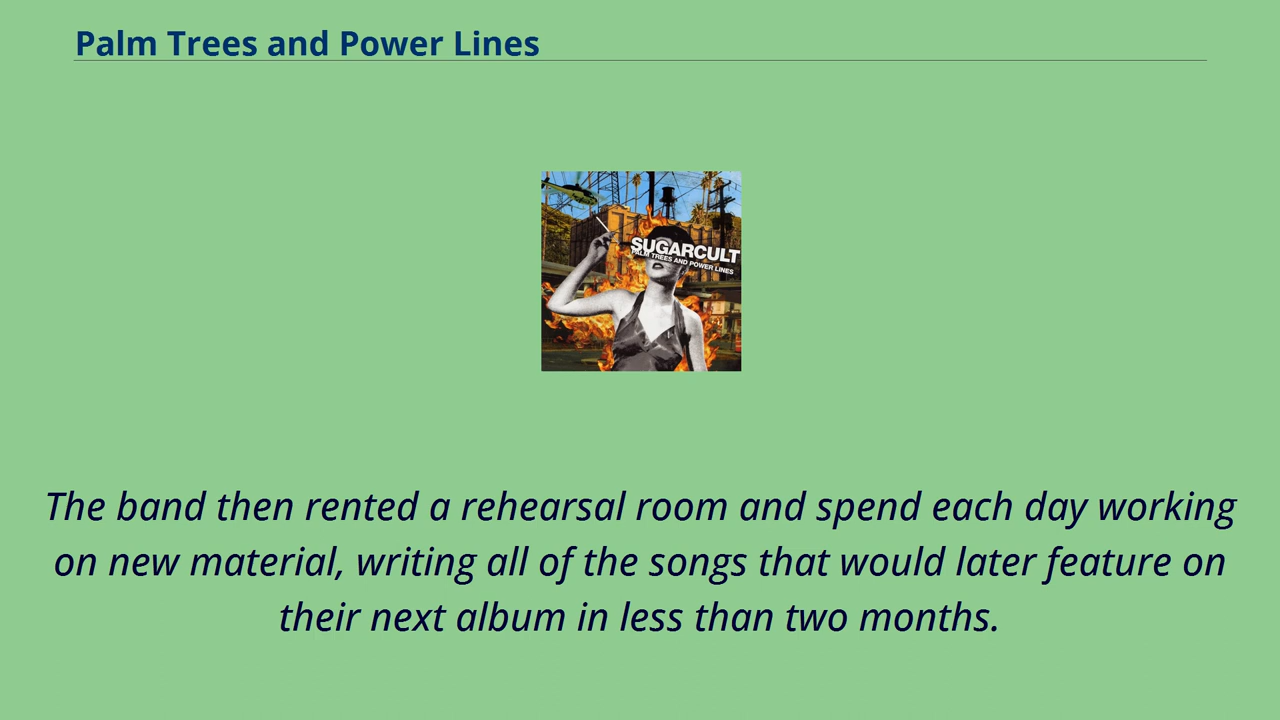 Palm Trees and Power Lines
SUGARCULT
PALM TREES AND POWER LINES
The band then rented a rehearsal room and spend each day working
on new material, writing all of the songs that would later feature on
their next album in less than two months.